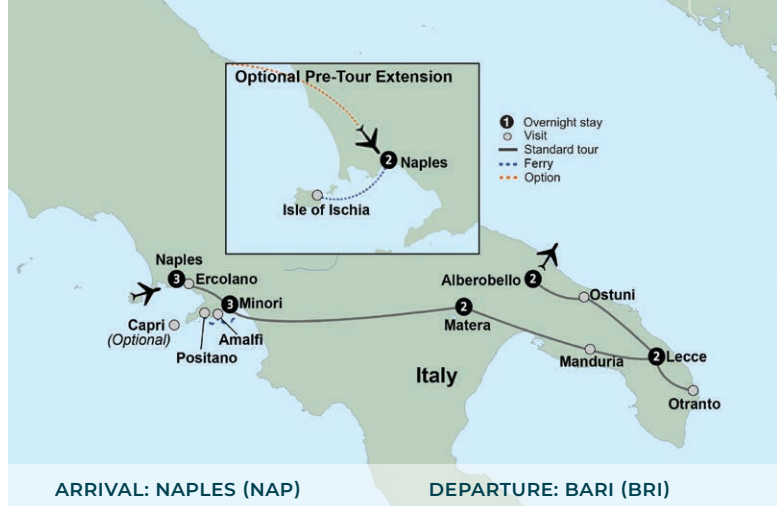 Optional Pre-Tour Extension
2 Naples
Isle of Ischia
1 Overnight stay
Visit
Standard tour
Ferry
Option
Naples
3 Ercolano
3 Minori
Capri
(Optional)
Positano
Amalfi
2
Matera
Alberobello 2
Ostuni
Manduria
2 Lecce
Otranto
Italy
ARRIVAL: NAPLES (NAP)
DEPARTURE: BARI (BRI)